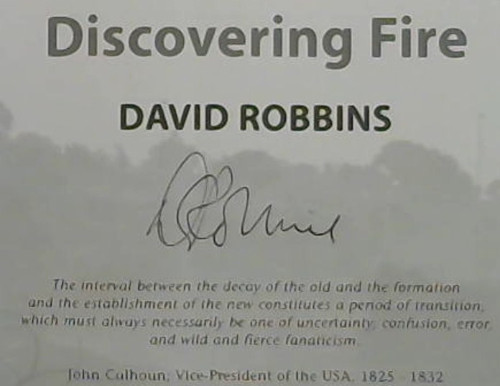 Discovering Fire
DAVID ROBBINS
The interval between the decay of the old and the formation
and the establishment of the new constitutes a period of transition,
which must always necessarily be one of uncertainty, confusion, error,
and wild and fierce fanaticism.
John Calhoun; Vice-President of the USA, 1825 - 1832